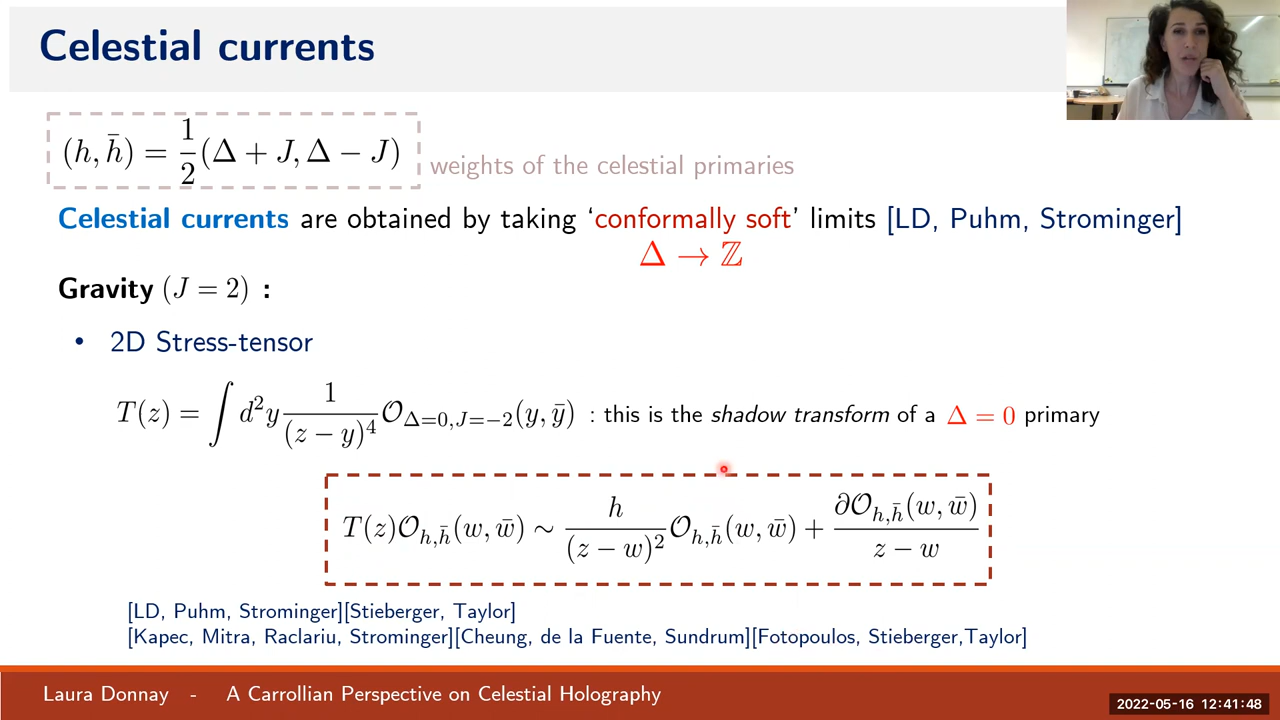 Celestial currents
(h, h̄) = 1/2 (Δ + J, Δ − J)
weights of the celestial primaries
Celestial currents are obtained by taking ‘conformally soft’ limits [LD, Puhm, Strominger]
Δ → ℤ
Gravity (J = 2) :
• 2D Stress-tensor
T(z) = ∫ d²y 1/(z − y)⁴ 𝒪_{Δ=0,J=−2}(y, ȳ) : this is the shadow transform of a Δ = 0 primary
T(z)𝒪_{h,h̄}(w, w̄) ∼ h/(z − w)² 𝒪_{h,h̄}(w, w̄) + ∂𝒪_{h,h̄}(w, w̄)/(z − w)
[LD, Puhm, Strominger][Stieberger, Taylor]
[Kapec, Mitra, Raclariu, Strominger][Cheung, de la Fuente, Sundrum][Fotopoulos, Stieberger,Taylor]
Laura Donnay - A Carrollian Perspective on Celestial Holography
2022-05-16 12:41:48